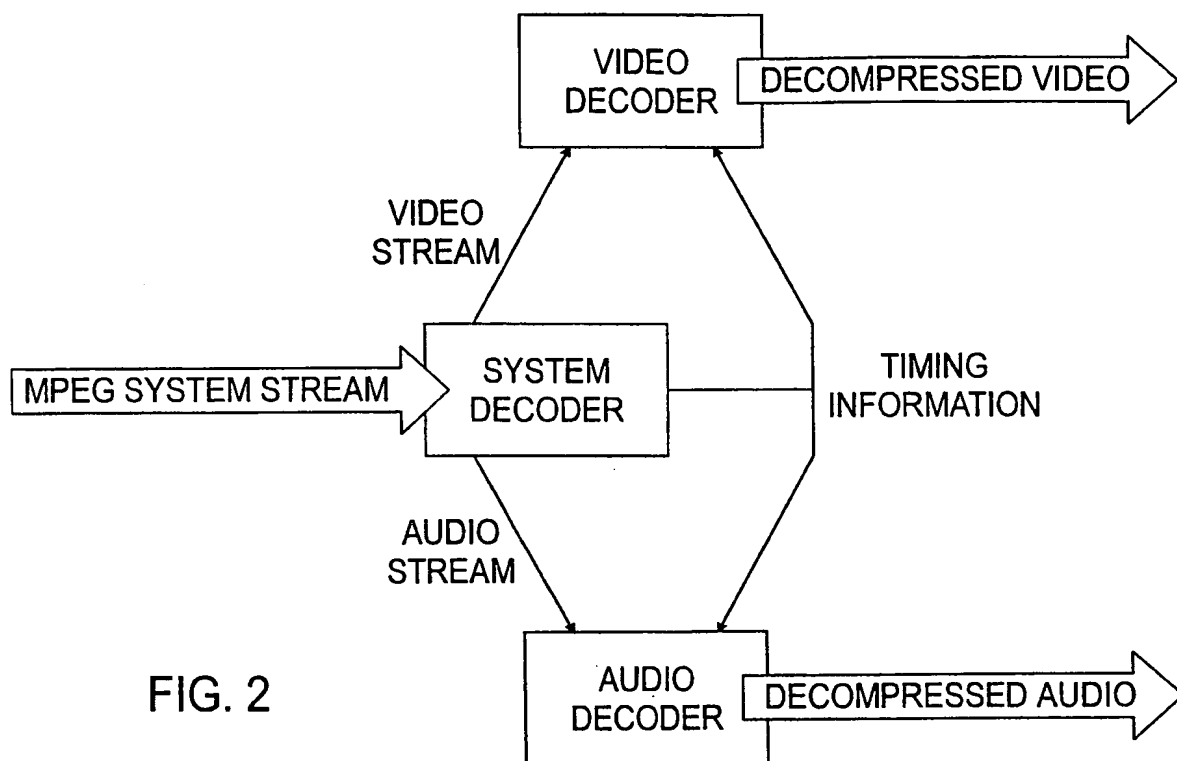 VIDEO
DECODER
DECOMPRESSED VIDEO
VIDEO
STREAM
MPEG SYSTEM STREAM
SYSTEM
DECODER
TIMING
INFORMATION
AUDIO
STREAM
AUDIO
DECODER
DECOMPRESSED AUDIO
FIG. 2